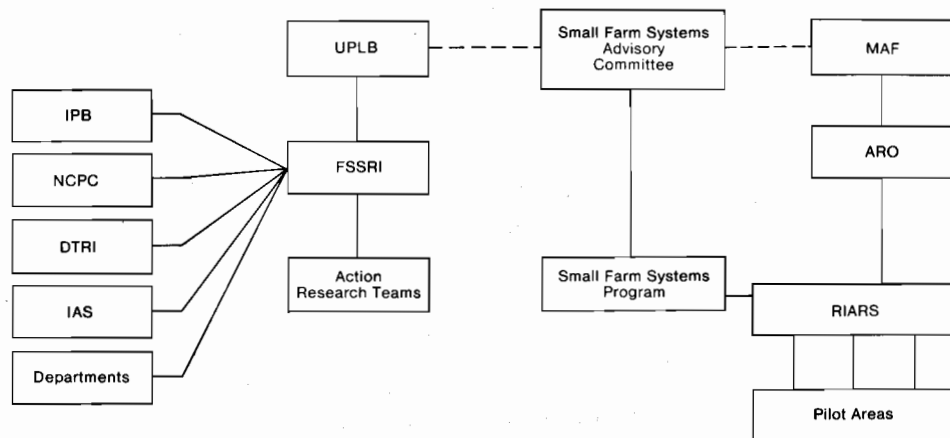 UPLB
Small Farm Systems
Advisory
Committee
MAF
IPB
NCPC
DTRI
IAS
Departments
FSSRI
ARO
Action
Research Teams
Small Farm Systems
Program
RIARS
Pilot Areas